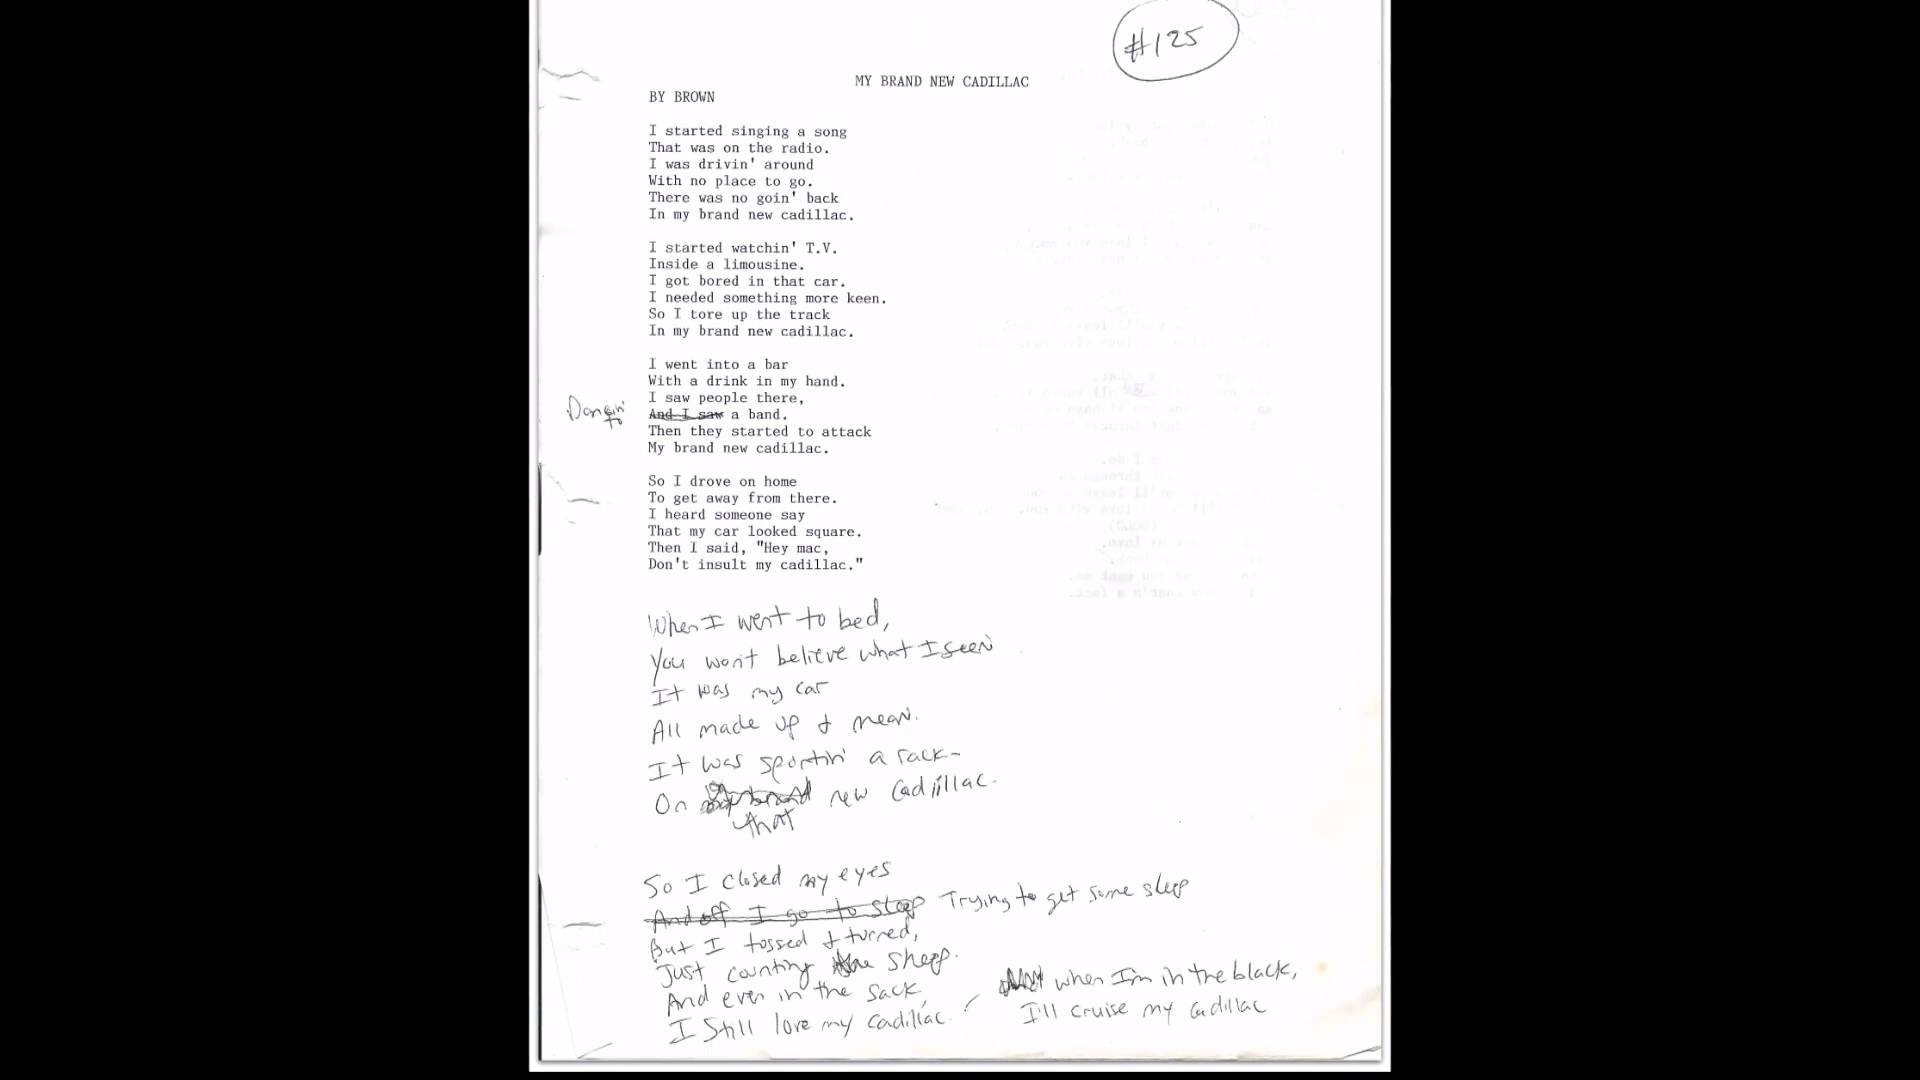 #125
MY BRAND NEW CADILLAC
BY BROWN
I started singing a song
That was on the radio.
I was drivin' around
With no place to go.
There was no goin' back
In my brand new cadillac.
I started watchin' T.V.
Inside a limousine.
I got bored in that car.
I needed something more keen.
So I tore up the track
In my brand new cadillac.
I went into a bar
With a drink in my hand.
I saw people there,
Dancin' to
And I saw a band.
Then they started to attack
My brand new cadillac.
So I drove on home
To get away from there.
I heard someone say
That my car looked square.
Then I said, "Hey mac,
Don't insult my cadillac."
When I went to bed,
You won't believe what I seen
It was my car
All made up & mean.
It was sportin' a rack-
On my brand new Cadillac.
that
So I closed my eyes
And off I go to sleep Trying to get some sleep
But I tossed & turned,
Just counting the sheep.
And even in the sack,
I still love my cadillac.
when I'm in the black,
I'll cruise my cadillac